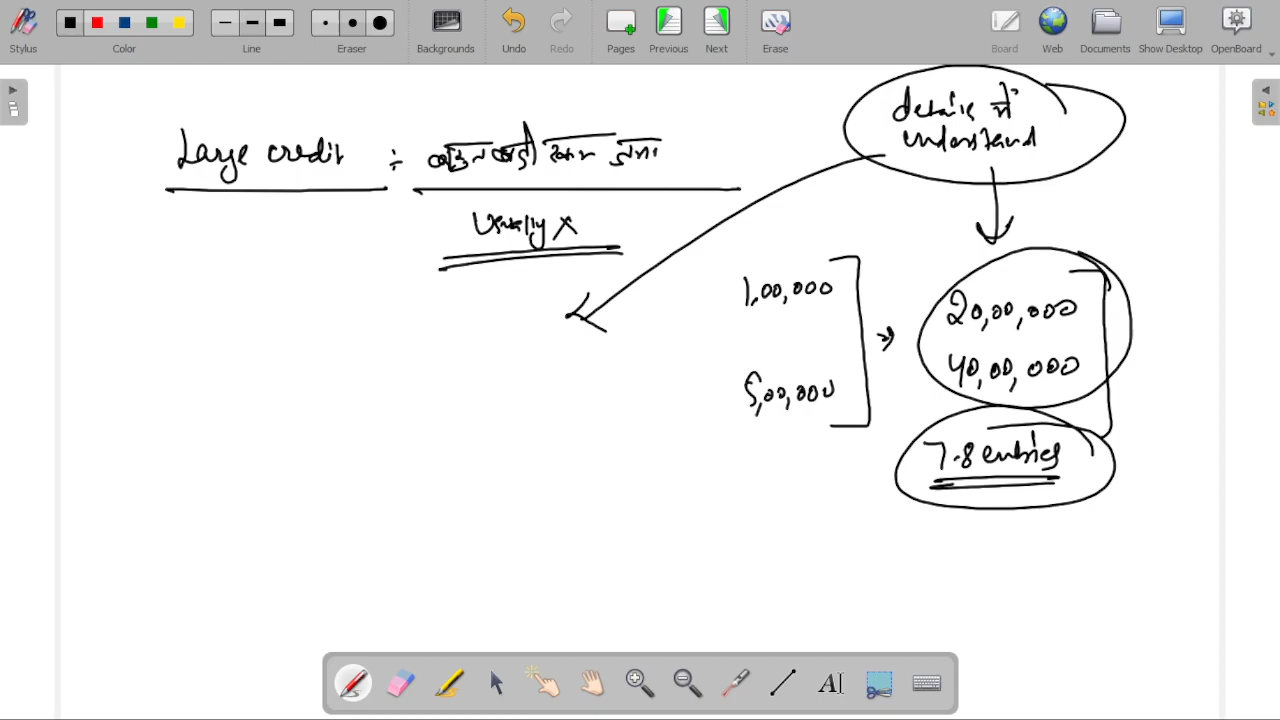 Stylus
Color
Line
Eraser
Backgrounds
Undo
Redo
Pages
Previous
Next
Erase
Board
Web
Documents
Show Desktop
OpenBoard
details में
understand
Large credit :-
Usually X
1,00,000
20,00,000
40,00,000
5,00,000
7-8 entries